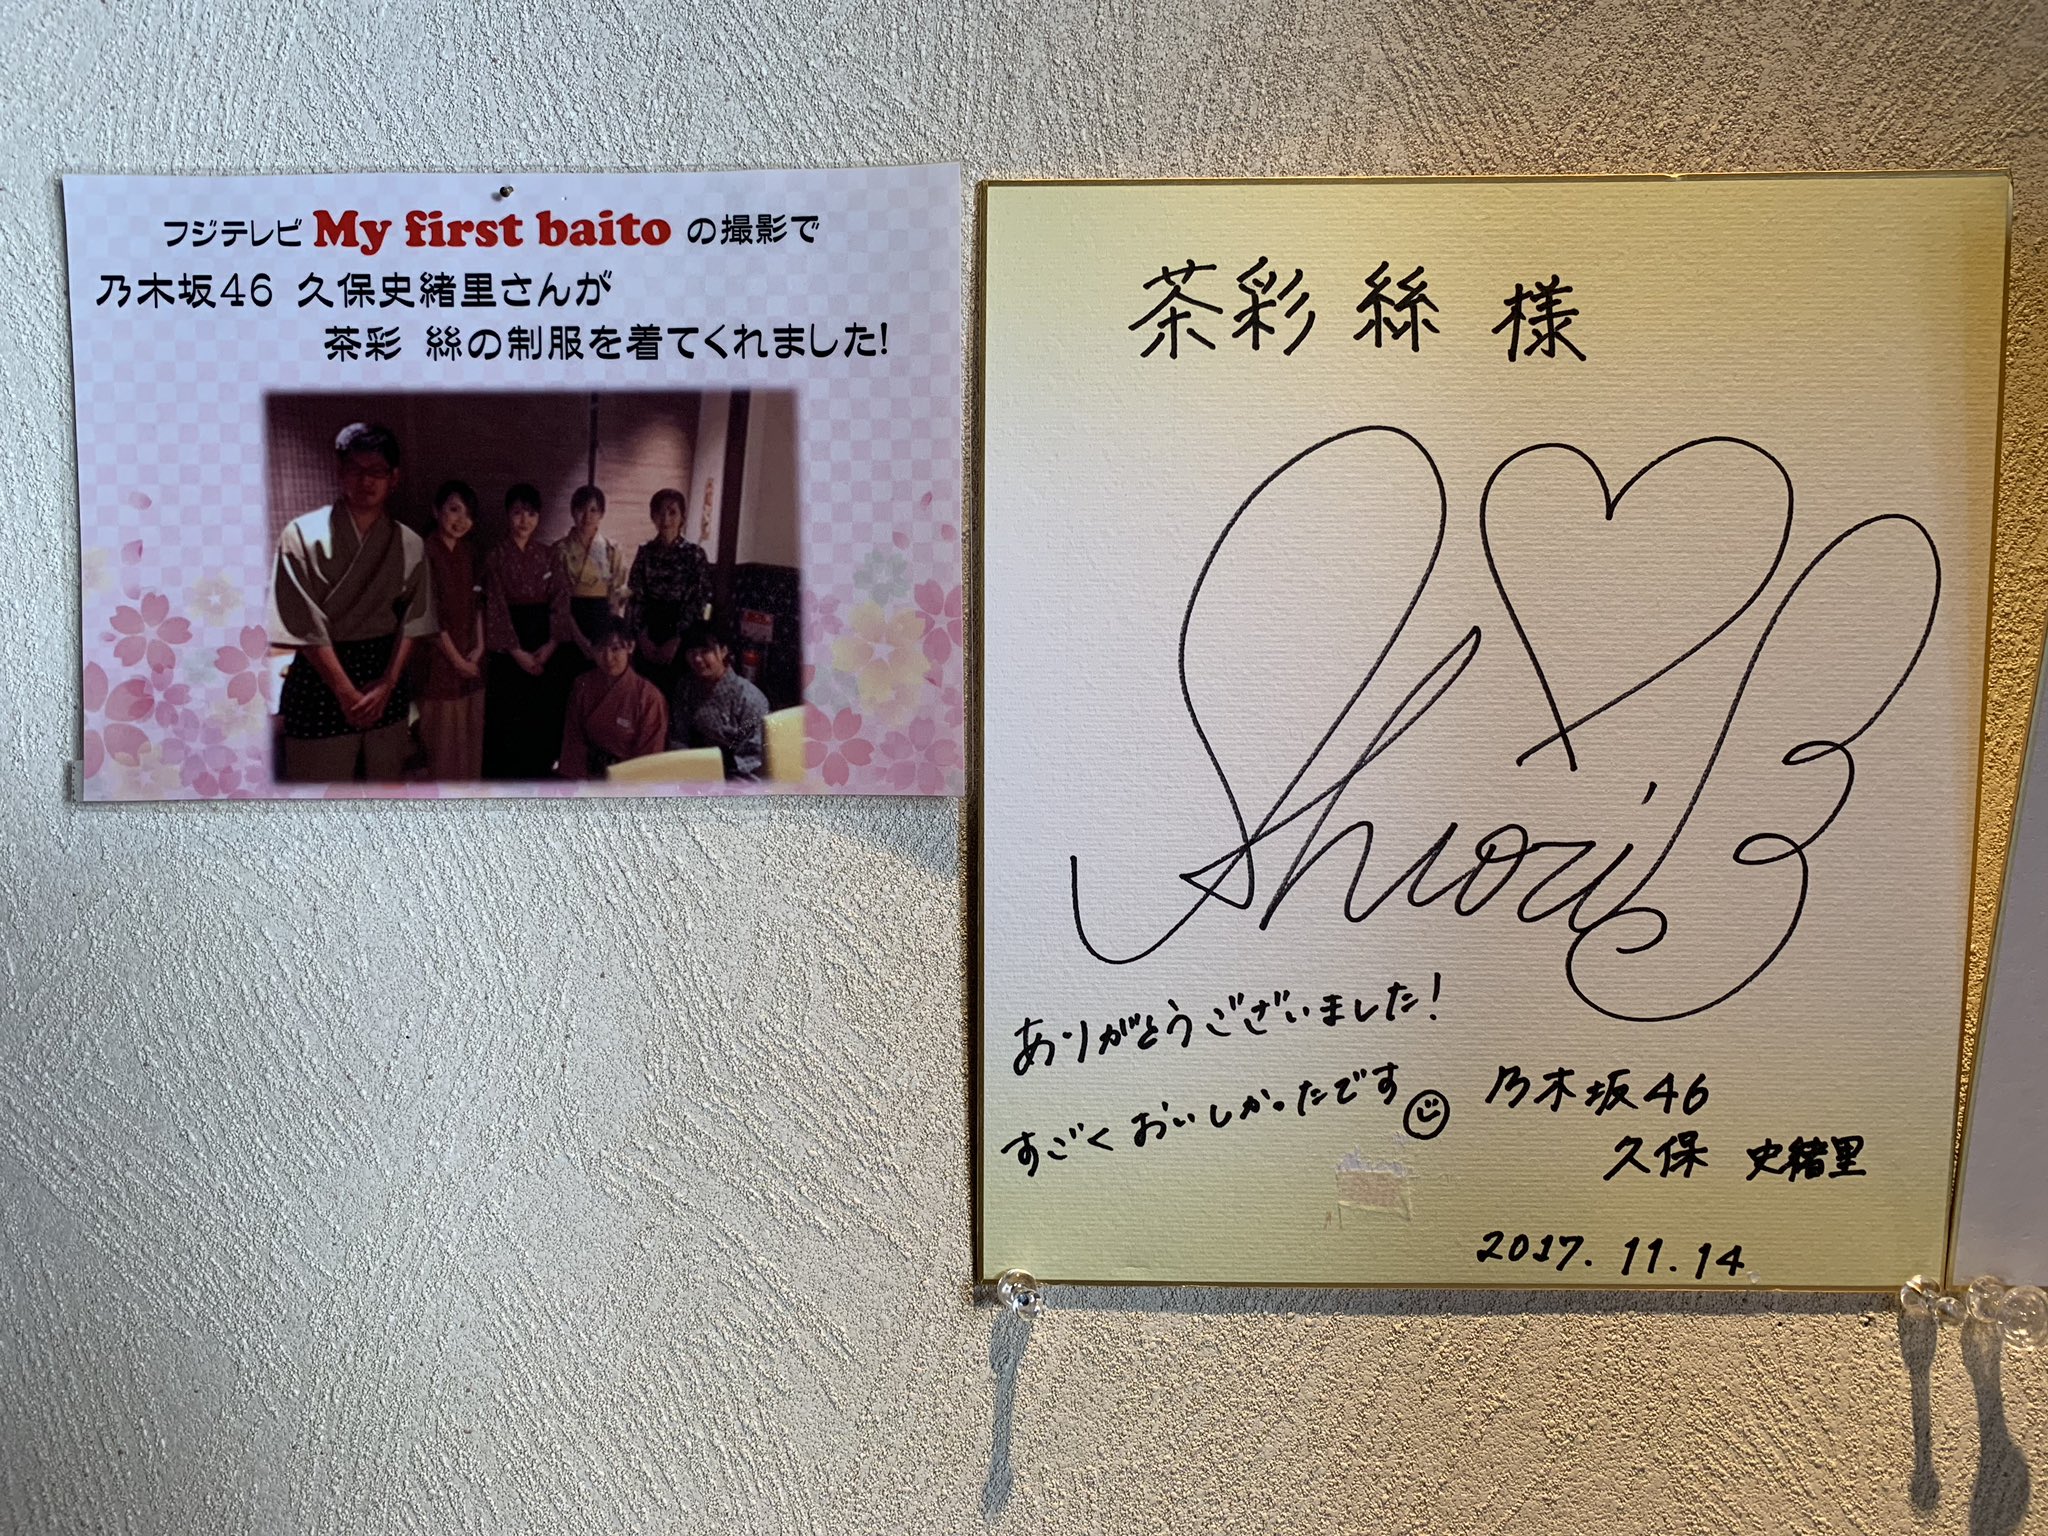 フジテレビ My first baito の撮影で
乃木坂46 久保史緒里さんが
茶彩 絲の制服を着てくれました!
茶彩 絲 様
Shiori
ありがとうございました!
すごくおいしかったです
乃木坂46
久保 史緒里
2017.11.14